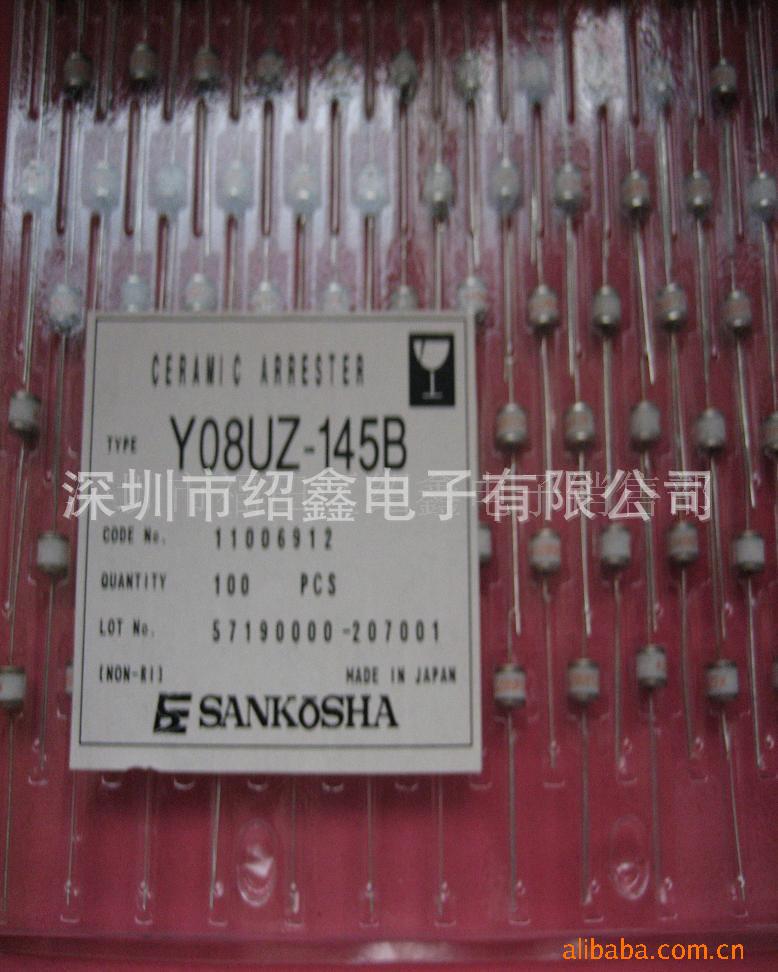 CERAMIC ARRESTER
TYPE Y08UZ-145B
深圳市绍鑫电子有限公司
CODE No. 11006912
QUANTITY 100 PCS
LOT No. 57190000-207001
[NON-RI] MADE IN JAPAN
SANKŌSHA
alibaba.com.cn